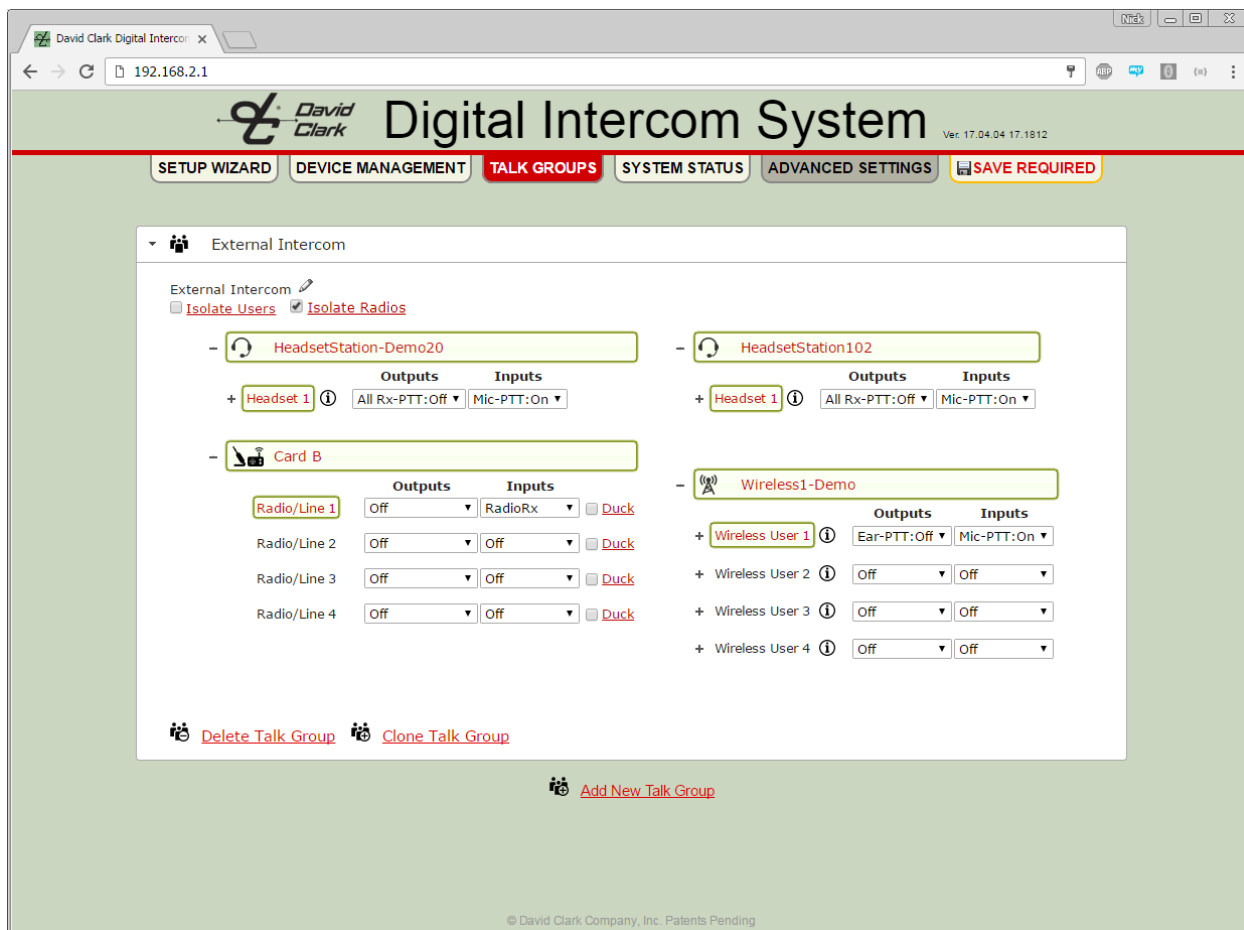 Nick
David Clark Digital Intercor
192.168.2.1
ABP
my
David Clark
Digital Intercom System
Ver. 17.04.04 17.1812
SETUP WIZARD
DEVICE MANAGEMENT
TALK GROUPS
SYSTEM STATUS
ADVANCED SETTINGS
SAVE REQUIRED
External Intercom
External Intercom
Isolate Users
Isolate Radios
HeadsetStation-Demo20
Outputs Inputs
+ Headset 1 All Rx-PTT:Off Mic-PTT:On
HeadsetStation102
Outputs Inputs
+ Headset 1 All Rx-PTT:Off Mic-PTT:On
Card B
Outputs Inputs
Radio/Line 1 Off RadioRx Duck
Radio/Line 2 Off Off Duck
Radio/Line 3 Off Off Duck
Radio/Line 4 Off Off Duck
Wireless1-Demo
Outputs Inputs
+ Wireless User 1 Ear-PTT:Off Mic-PTT:On
+ Wireless User 2 Off Off
+ Wireless User 3 Off Off
+ Wireless User 4 Off Off
Delete Talk Group
Clone Talk Group
Add New Talk Group
© David Clark Company, Inc. Patents Pending